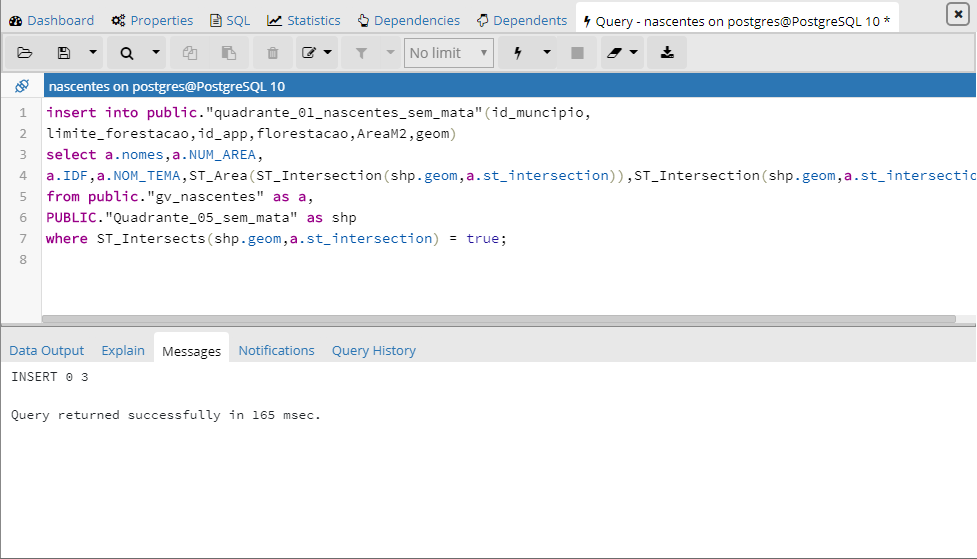 Dashboard Properties SQL Statistics Dependencies Dependents Query - nascentes on postgres@PostgreSQL 10 *
No limit
nascentes on postgres@PostgreSQL 10
1 insert into public."quadrante_01_nascentes_sem_mata"(id_muncipio,
2 limite_forestacao,id_app,florestacao,AreaM2,geom)
3 select a.nomes,a.NUM_AREA,
4 a.IDF,a.NOM_TEMA,ST_Area(ST_Intersection(shp.geom,a.st_intersection)),ST_Intersection(shp.geom,a.st_intersectio
5 from public."gv_nascentes" as a,
6 PUBLIC."Quadrante_05_sem_mata" as shp
7 where ST_Intersects(shp.geom,a.st_intersection) = true;
8
Data Output Explain Messages Notifications Query History
INSERT 0 3
Query returned successfully in 165 msec.